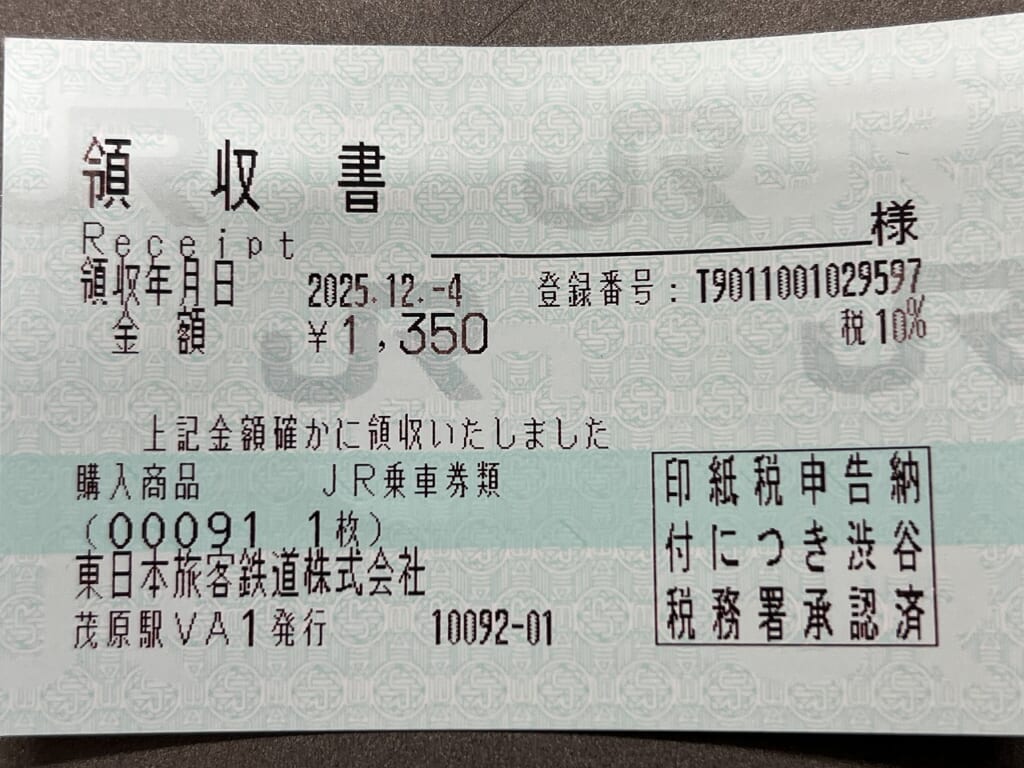 領収書
Receipt
様
領収年月日 2025.12.-4 登録番号：T9011001029597
金額 ¥1,350 税10%
上記金額確かに領収いたしました
購入商品 JR乗車券類
(00091 1枚)
東日本旅客鉄道株式会社
茂原駅VA1発行 10092-01
印紙税申告納
付につき渋谷
税務署承認済
JR
JR
JR
JR